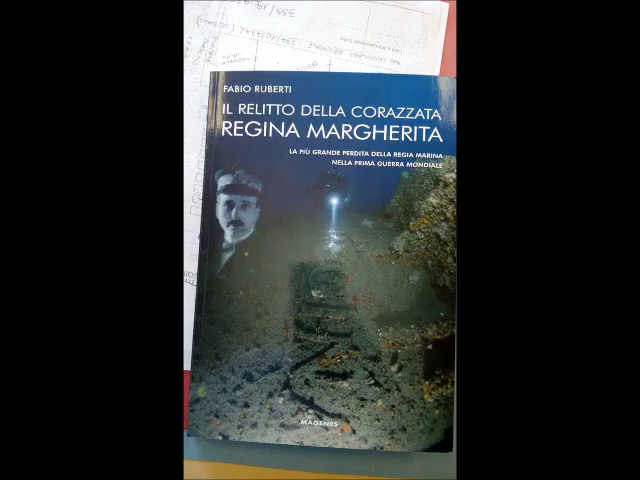 FABIO RUBERTI
IL RELITTO DELLA CORAZZATA
REGINA MARGHERITA
LA PIÙ GRANDE PERDITA DELLA REGIA MARINA
NELLA PRIMA GUERRA MONDIALE
MAGENES